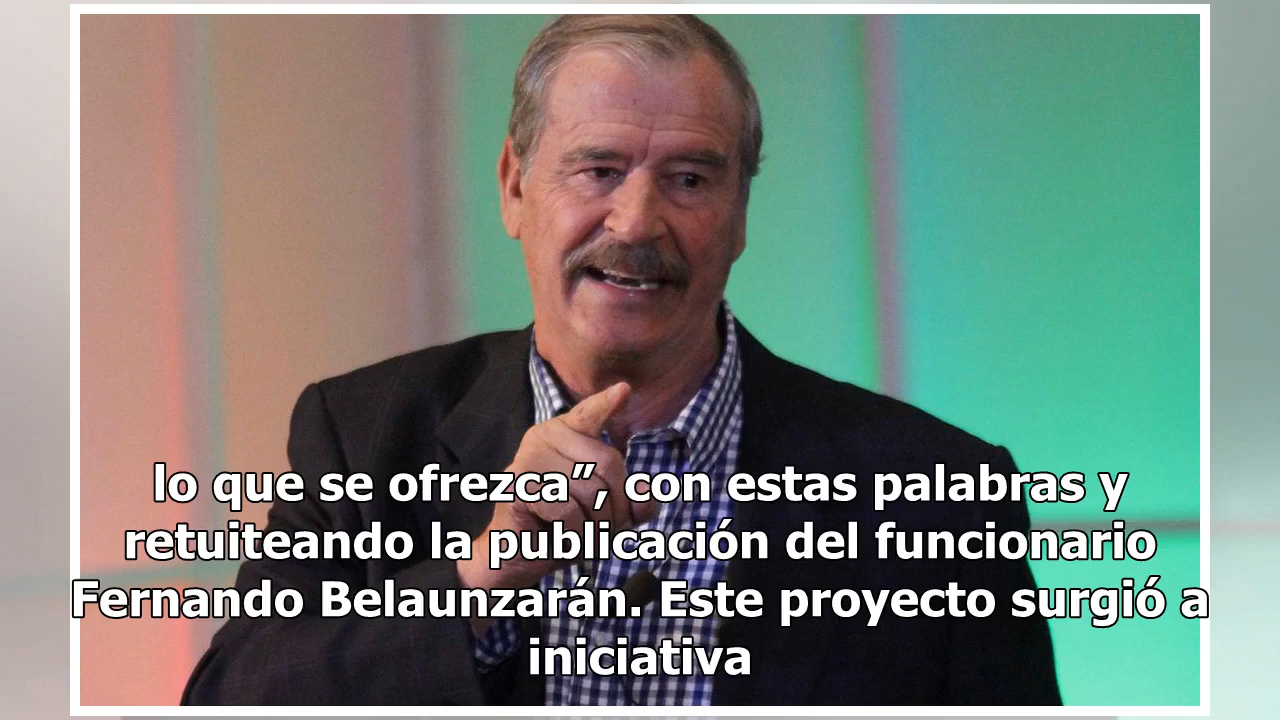 lo que se ofrezca”, con estas palabras y
retuiteando la publicación del funcionario
Fernando Belaunzarán. Este proyecto surgió a
iniciativa